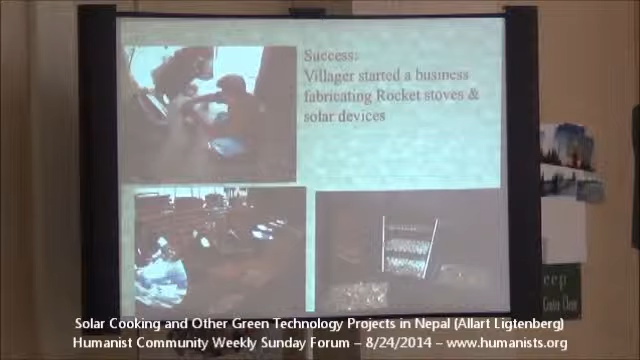 Success:
Villager started a business
fabricating Rocket stoves &
solar devices
eep
Solar Cooking and Other Green Technology Projects in Nepal (Allart Ligtenberg)
Humanist Community Weekly Sunday Forum – 8/24/2014 – www.humanists.org